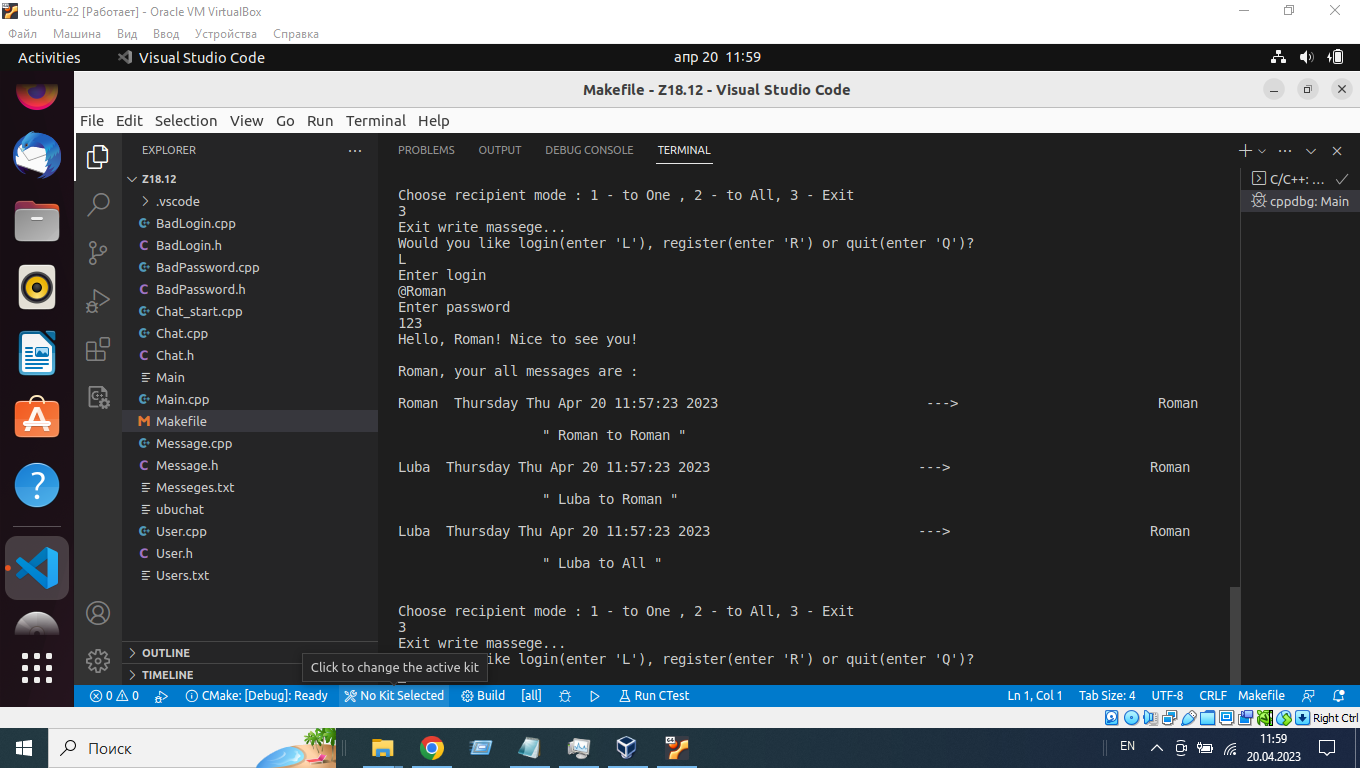 ubuntu-22 [Работает] - Oracle VM VirtualBox
Файл Машина Вид Ввод Устройства Справка
Activities Visual Studio Code апр 20 11:59
Makefile - Z18.12 - Visual Studio Code
File Edit Selection View Go Run Terminal Help
EXPLORER
Z18.12
.vscode
BadLogin.cpp
BadLogin.h
BadPassword.cpp
BadPassword.h
Chat_start.cpp
Chat.cpp
Chat.h
Main
Main.cpp
Makefile
Message.cpp
Message.h
Messeges.txt
ubuchat
User.cpp
User.h
Users.txt
OUTLINE
TIMELINE
PROBLEMS OUTPUT DEBUG CONSOLE TERMINAL
Choose recipient mode : 1 - to One , 2 - to All, 3 - Exit
3
Exit write massege...
Would you like login(enter 'L'), register(enter 'R') or quit(enter 'Q')?
L
Enter login
@Roman
Enter password
123
Hello, Roman! Nice to see you!
Roman, your all messages are :
Roman Thursday Thu Apr 20 11:57:23 2023 ---> Roman
" Roman to Roman "
Luba Thursday Thu Apr 20 11:57:23 2023 ---> Roman
" Luba to Roman "
Luba Thursday Thu Apr 20 11:57:23 2023 ---> Roman
" Luba to All "
Choose recipient mode : 1 - to One , 2 - to All, 3 - Exit
3
Exit write massege...
ike login(enter 'L'), register(enter 'R') or quit(enter 'Q')?
C/C++: ...
cppdbg: Main
Click to change the active kit
0 0 CMake: [Debug]: Ready No Kit Selected Build [all] Run CTest Ln 1, Col 1 Tab Size: 4 UTF-8 CRLF Makefile
Right Ctrl
Поиск
EN
11:59
20.04.2023